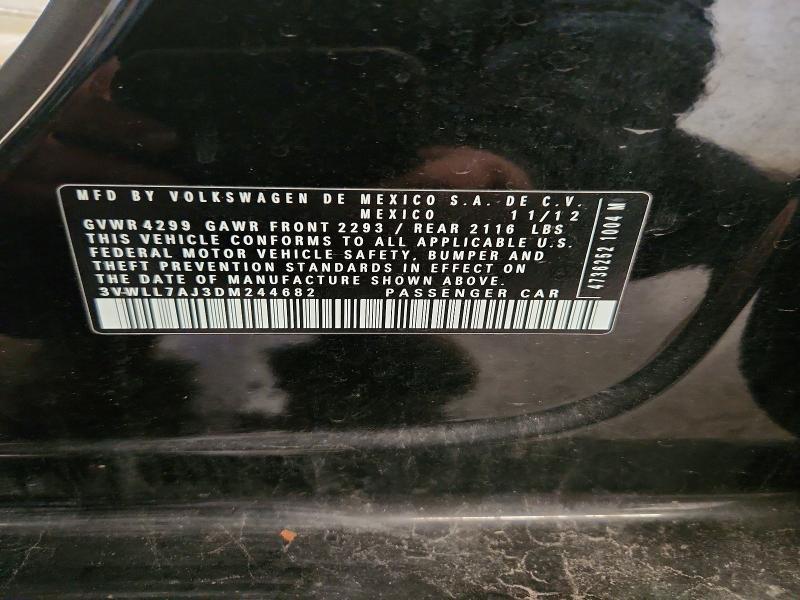 MFD BY VOLKSWAGEN DE MEXICO S.A. DE C.V.
MEXICO 11/12
GVWR 4299 GAWR FRONT 2293 / REAR 2116 LBS
THIS VEHICLE CONFORMS TO ALL APPLICABLE U.S.
FEDERAL MOTOR VEHICLE SAFETY, BUMPER AND
THEFT PREVENTION STANDARDS IN EFFECT ON
THE DATE OF MANUFACTURE SHOWN ABOVE.
3VWLL7AJ3DM244682 PASSENGER CAR
4736252 1004 M